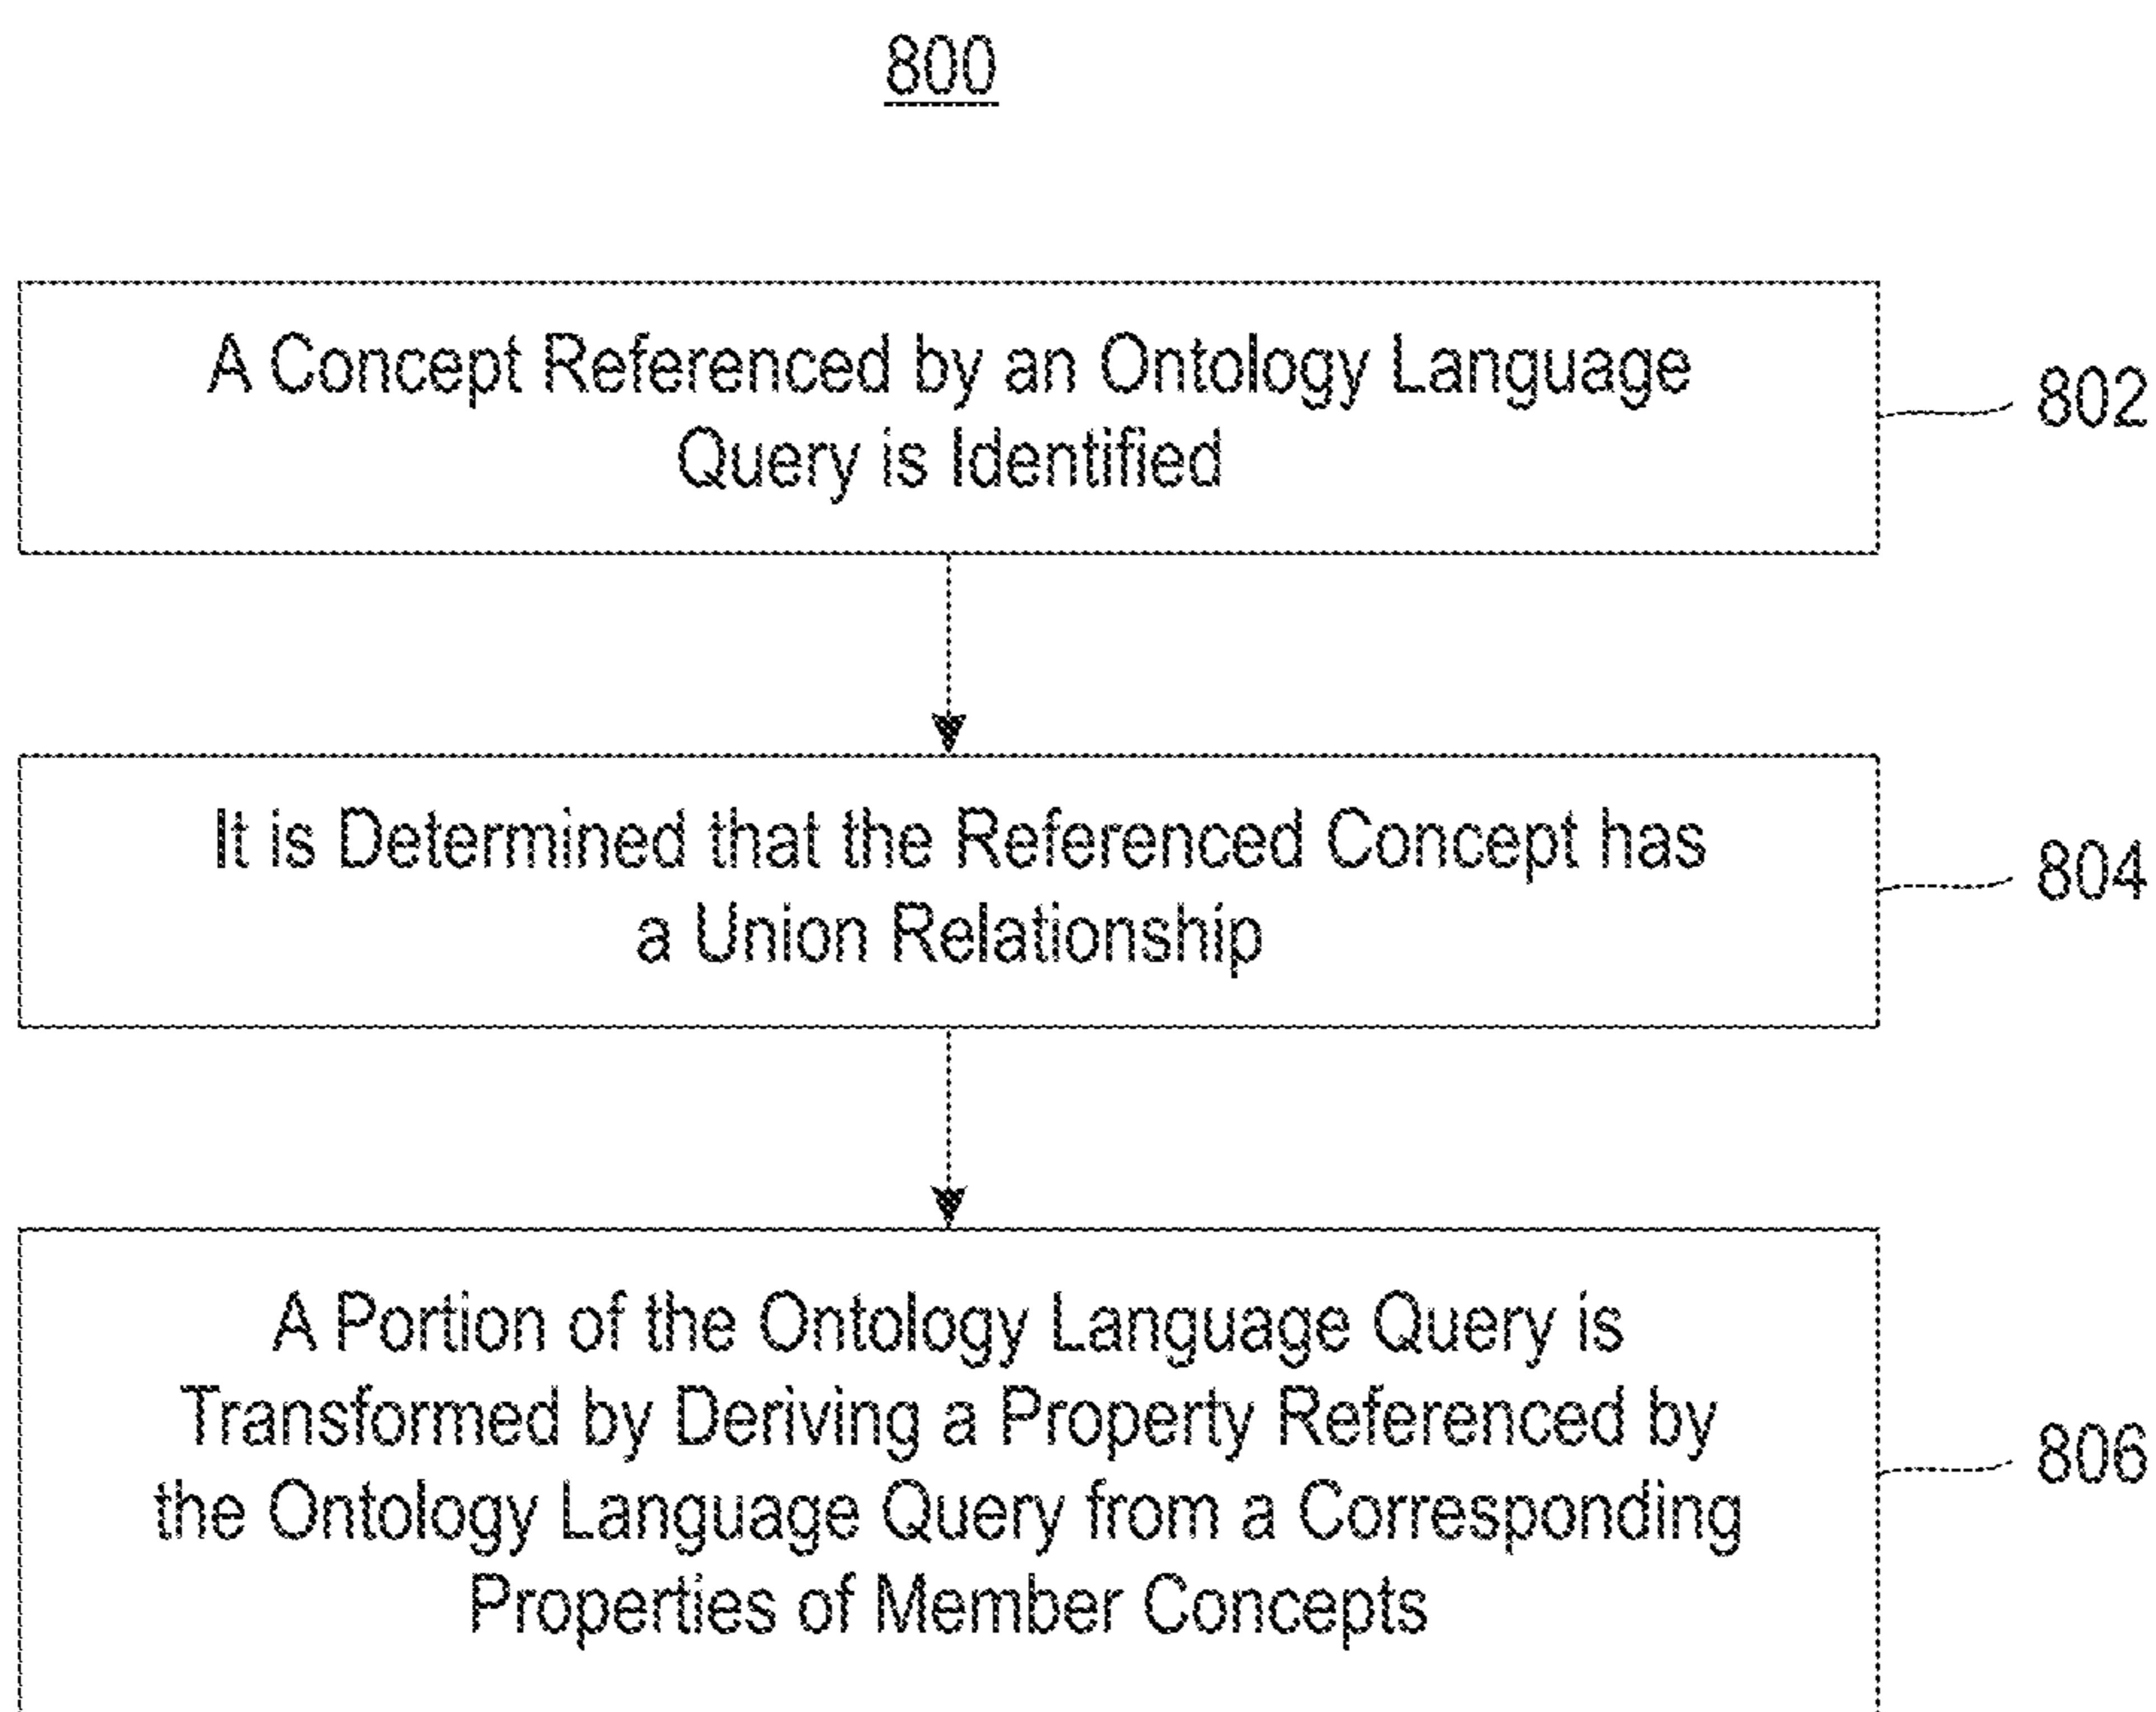 800
A Concept Referenced by an Ontology Language
Query is Identified
802
It is Determined that the Referenced Concept has
a Union Relationship
804
A Portion of the Ontology Language Query is
Transformed by Deriving a Property Referenced by
the Ontology Language Query from a Corresponding
Properties of Member Concepts
806